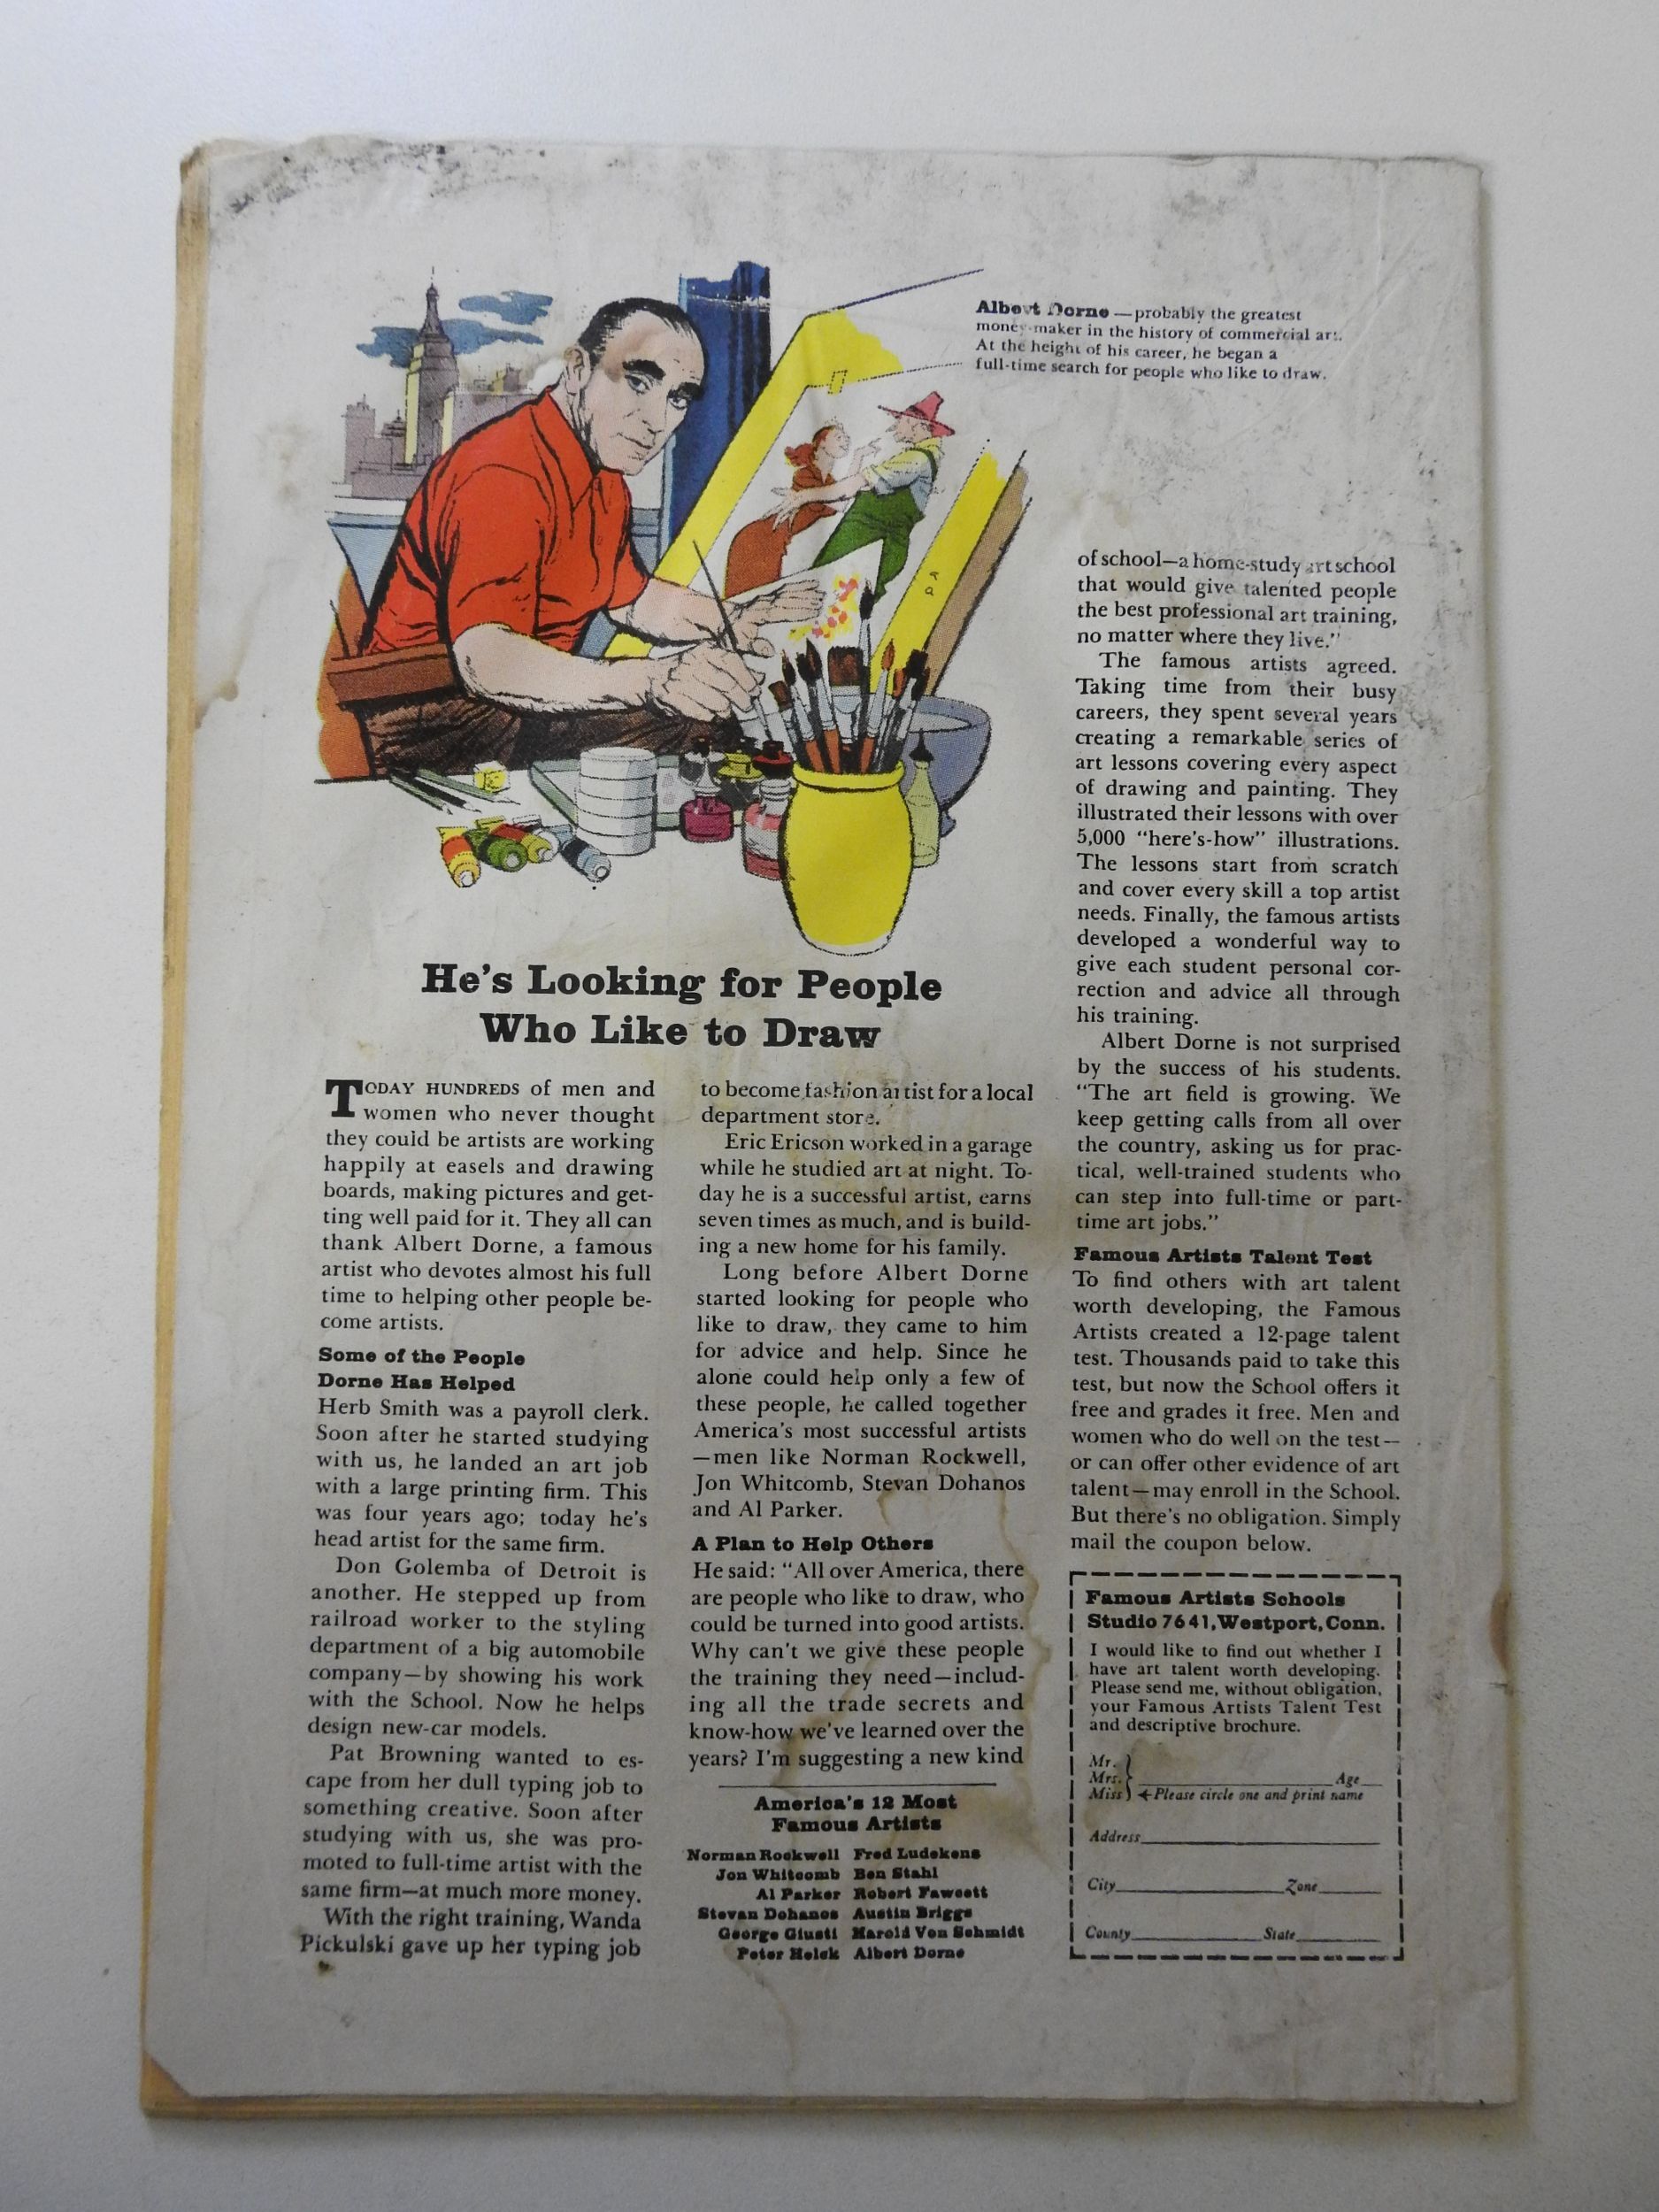 Albert Dorne — probably the greatest
money-maker in the history of commercial art.
At the height of his career, he began a
full-time search for people who like to draw.
He's Looking for People
Who Like to Draw
TODAY HUNDREDS of men and
women who never thought
they could be artists are working
happily at easels and drawing
boards, making pictures and get-
ting well paid for it. They all can
thank Albert Dorne, a famous
artist who devotes almost his full
time to helping other people be-
come artists.
Some of the People
Dorne Has Helped
Herb Smith was a payroll clerk.
Soon after he started studying
with us, he landed an art job
with a large printing firm. This
was four years ago; today he's
head artist for the same firm.
Don Golemba of Detroit is
another. He stepped up from
railroad worker to the styling
department of a big automobile
company—by showing his work
with the School. Now he helps
design new-car models.
Pat Browning wanted to es-
cape from her dull typing job to
something creative. Soon after
studying with us, she was pro-
moted to full-time artist with the
same firm—at much more money.
With the right training, Wanda
Pickulski gave up her typing job
to become fashion artist for a local
department store.
Eric Ericson worked in a garage
while he studied art at night. To-
day he is a successful artist, earns
seven times as much, and is build-
ing a new home for his family.
Long before Albert Dorne
started looking for people who
like to draw, they came to him
for advice and help. Since he
alone could help only a few of
these people, he called together
America's most successful artists
—men like Norman Rockwell,
Jon Whitcomb, Stevan Dohanos
and Al Parker.
A Plan to Help Others
He said: "All over America, there
are people who like to draw, who
could be turned into good artists.
Why can't we give these people
the training they need—includ-
ing all the trade secrets and
know-how we've learned over the
years? I'm suggesting a new kind
America's 12 Most
Famous Artists
Norman Rockwell Fred Ludekens
Jon Whitcomb Ben Stahl
Al Parker Robert Fawcett
Stevan Dohanos Austin Briggs
George Giusti Harold Von Schmidt
Peter Helck Albert Dorne
of school—a home-study art school
that would give talented people
the best professional art training,
no matter where they live."
The famous artists agreed.
Taking time from their busy
careers, they spent several years
creating a remarkable series of
art lessons covering every aspect
of drawing and painting. They
illustrated their lessons with over
5,000 "here's-how" illustrations.
The lessons start from scratch
and cover every skill a top artist
needs. Finally, the famous artists
developed a wonderful way to
give each student personal cor-
rection and advice all through
his training.
Albert Dorne is not surprised
by the success of his students.
"The art field is growing. We
keep getting calls from all over
the country, asking us for prac-
tical, well-trained students who
can step into full-time or part-
time art jobs."
Famous Artists Talent Test
To find others with art talent
worth developing, the Famous
Artists created a 12-page talent
test. Thousands paid to take this
test, but now the School offers it
free and grades it free. Men and
women who do well on the test—
or can offer other evidence of art
talent—may enroll in the School.
But there's no obligation. Simply
mail the coupon below.
Famous Artists Schools
Studio 7641, Westport, Conn.
I would like to find out whether I
have art talent worth developing.
Please send me, without obligation,
your Famous Artists Talent Test
and descriptive brochure.
Mr.
Mrs. Age
Miss Please circle one and print name
Address
City Zone
County State